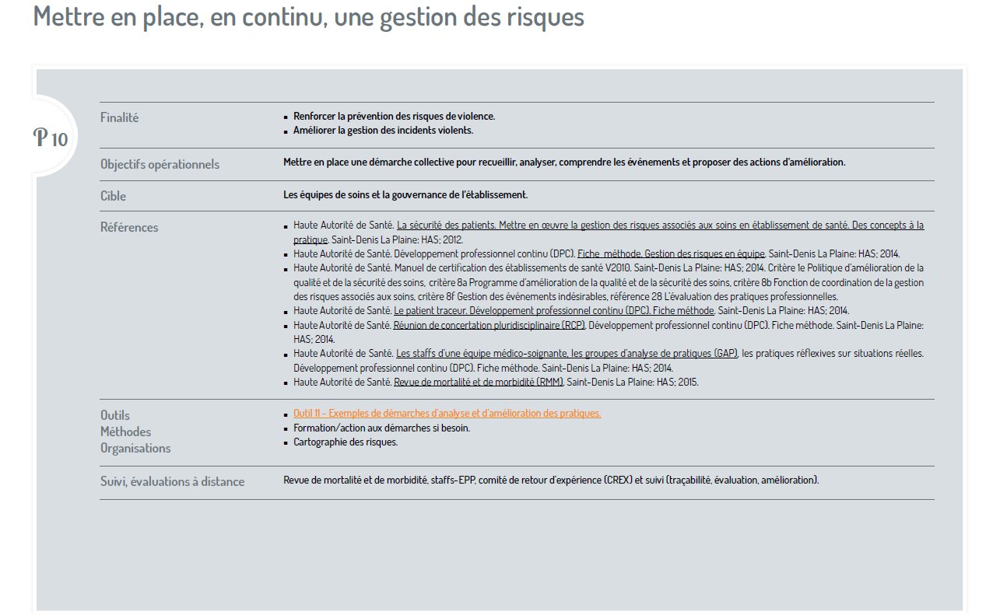 Mettre en place, en continu, une gestion des risques
P 10
Finalité
▪ Renforcer la prévention des risques de violence.
▪ Améliorer la gestion des incidents violents.
Objectifs opérationnels
Mettre en place une démarche collective pour recueillir, analyser, comprendre les événements et proposer des actions d'amélioration.
Cible
Les équipes de soins et la gouvernance de l'établissement.
Références
▪ Haute Autorité de Santé. La sécurité des patients. Mettre en œuvre la gestion des risques associés aux soins en établissement de santé. Des concepts à la
pratique. Saint-Denis La Plaine: HAS; 2012.
▪ Haute Autorité de Santé. Développement professionnel continu (DPC). Fiche méthode. Gestion des risques en équipe. Saint-Denis La Plaine: HAS; 2014.
▪ Haute Autorité de Santé. Manuel de certification des établissements de santé V2010. Saint-Denis La Plaine: HAS; 2014. Critère 1e Politique d'amélioration de la
qualité et de la sécurité des soins, critère 8a Programme d'amélioration de la qualité et de la sécurité des soins, critère 8b Fonction de coordination de la gestion
des risques associés aux soins, critère 8f Gestion des événements indésirables, référence 28 L'évaluation des pratiques professionnelles.
▪ Haute Autorité de Santé. Le patient traceur. Développement professionnel continu (DPC). Fiche méthode. Saint-Denis La Plaine: HAS; 2014.
▪ Haute Autorité de Santé. Réunion de concertation pluridisciplinaire (RCP). Développement professionnel continu (DPC). Fiche méthode. Saint-Denis La Plaine:
HAS; 2014.
▪ Haute Autorité de Santé. Les staffs d'une équipe médico-soignante, les groupes d'analyse de pratiques (GAP), les pratiques réflexives sur situations réelles.
Développement professionnel continu (DPC). Fiche méthode. Saint-Denis La Plaine: HAS; 2014.
▪ Haute Autorité de Santé. Revue de mortalité et de morbidité (RMM). Saint-Denis La Plaine: HAS; 2015.
Outils
Méthodes
Organisations
▪ Outil 11 - Exemples de démarches d'analyse et d'amélioration des pratiques.
▪ Formation/action aux démarches si besoin.
▪ Cartographie des risques.
Suivi, évaluations à distance
Revue de mortalité et de morbidité, staffs-EPP, comité de retour d'expérience (CREX) et suivi (traçabilité, évaluation, amélioration).